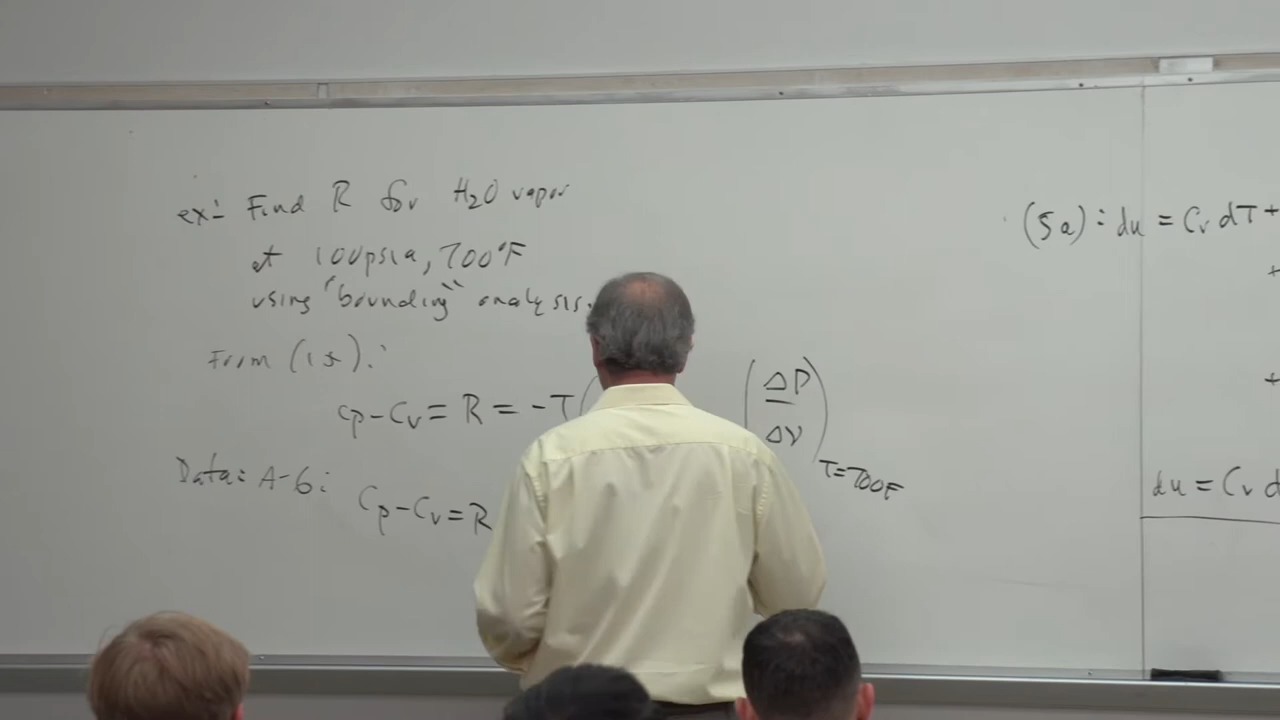 ex: Find R for H2O vapor
at 100psia, 700°F
using "bounding" analysis.
From (1*):
Cp-Cv = R = -T(
(ΔP/ΔV)T=700F
Data: A-6:
Cp-Cv=R
(5a): du = Cv dT +
+
+
du = Cv d